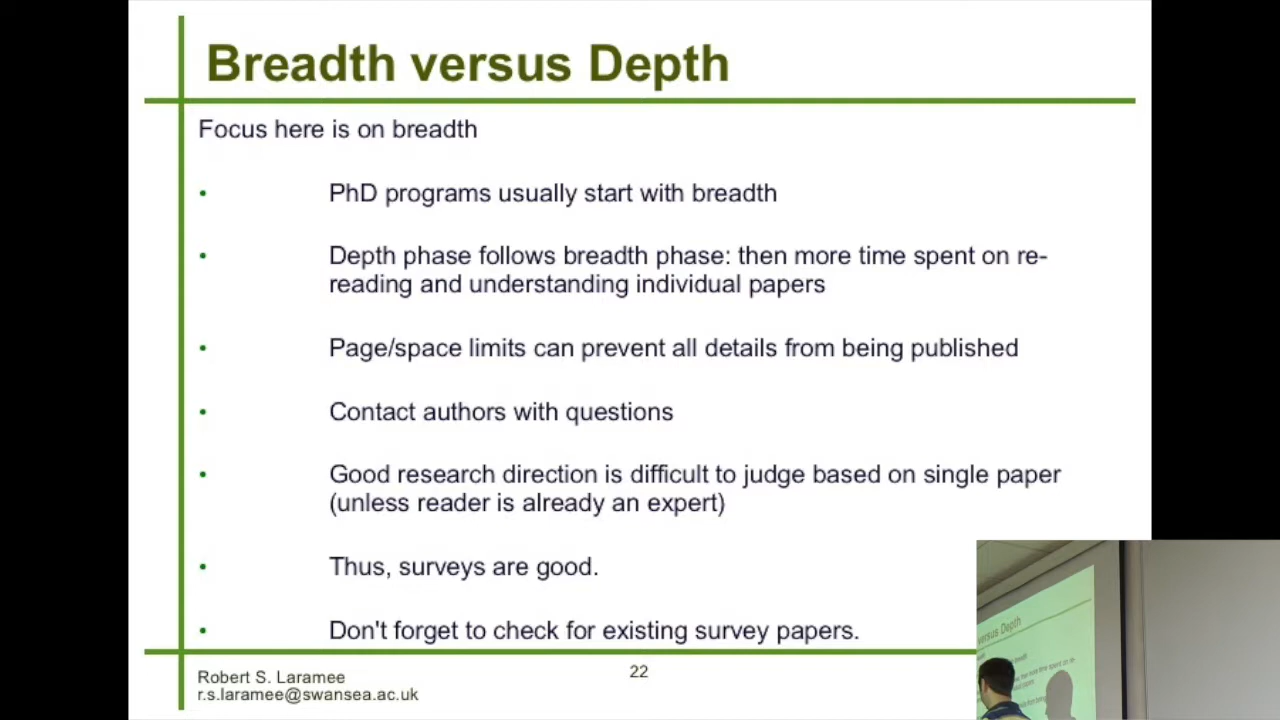 Breadth versus Depth
Focus here is on breadth
• PhD programs usually start with breadth
• Depth phase follows breadth phase: then more time spent on re-
reading and understanding individual papers
• Page/space limits can prevent all details from being published
• Contact authors with questions
• Good research direction is difficult to judge based on single paper
(unless reader is already an expert)
• Thus, surveys are good.
• Don't forget to check for existing survey papers.
Robert S. Laramee
r.s.laramee@swansea.ac.uk
22
versus Depth